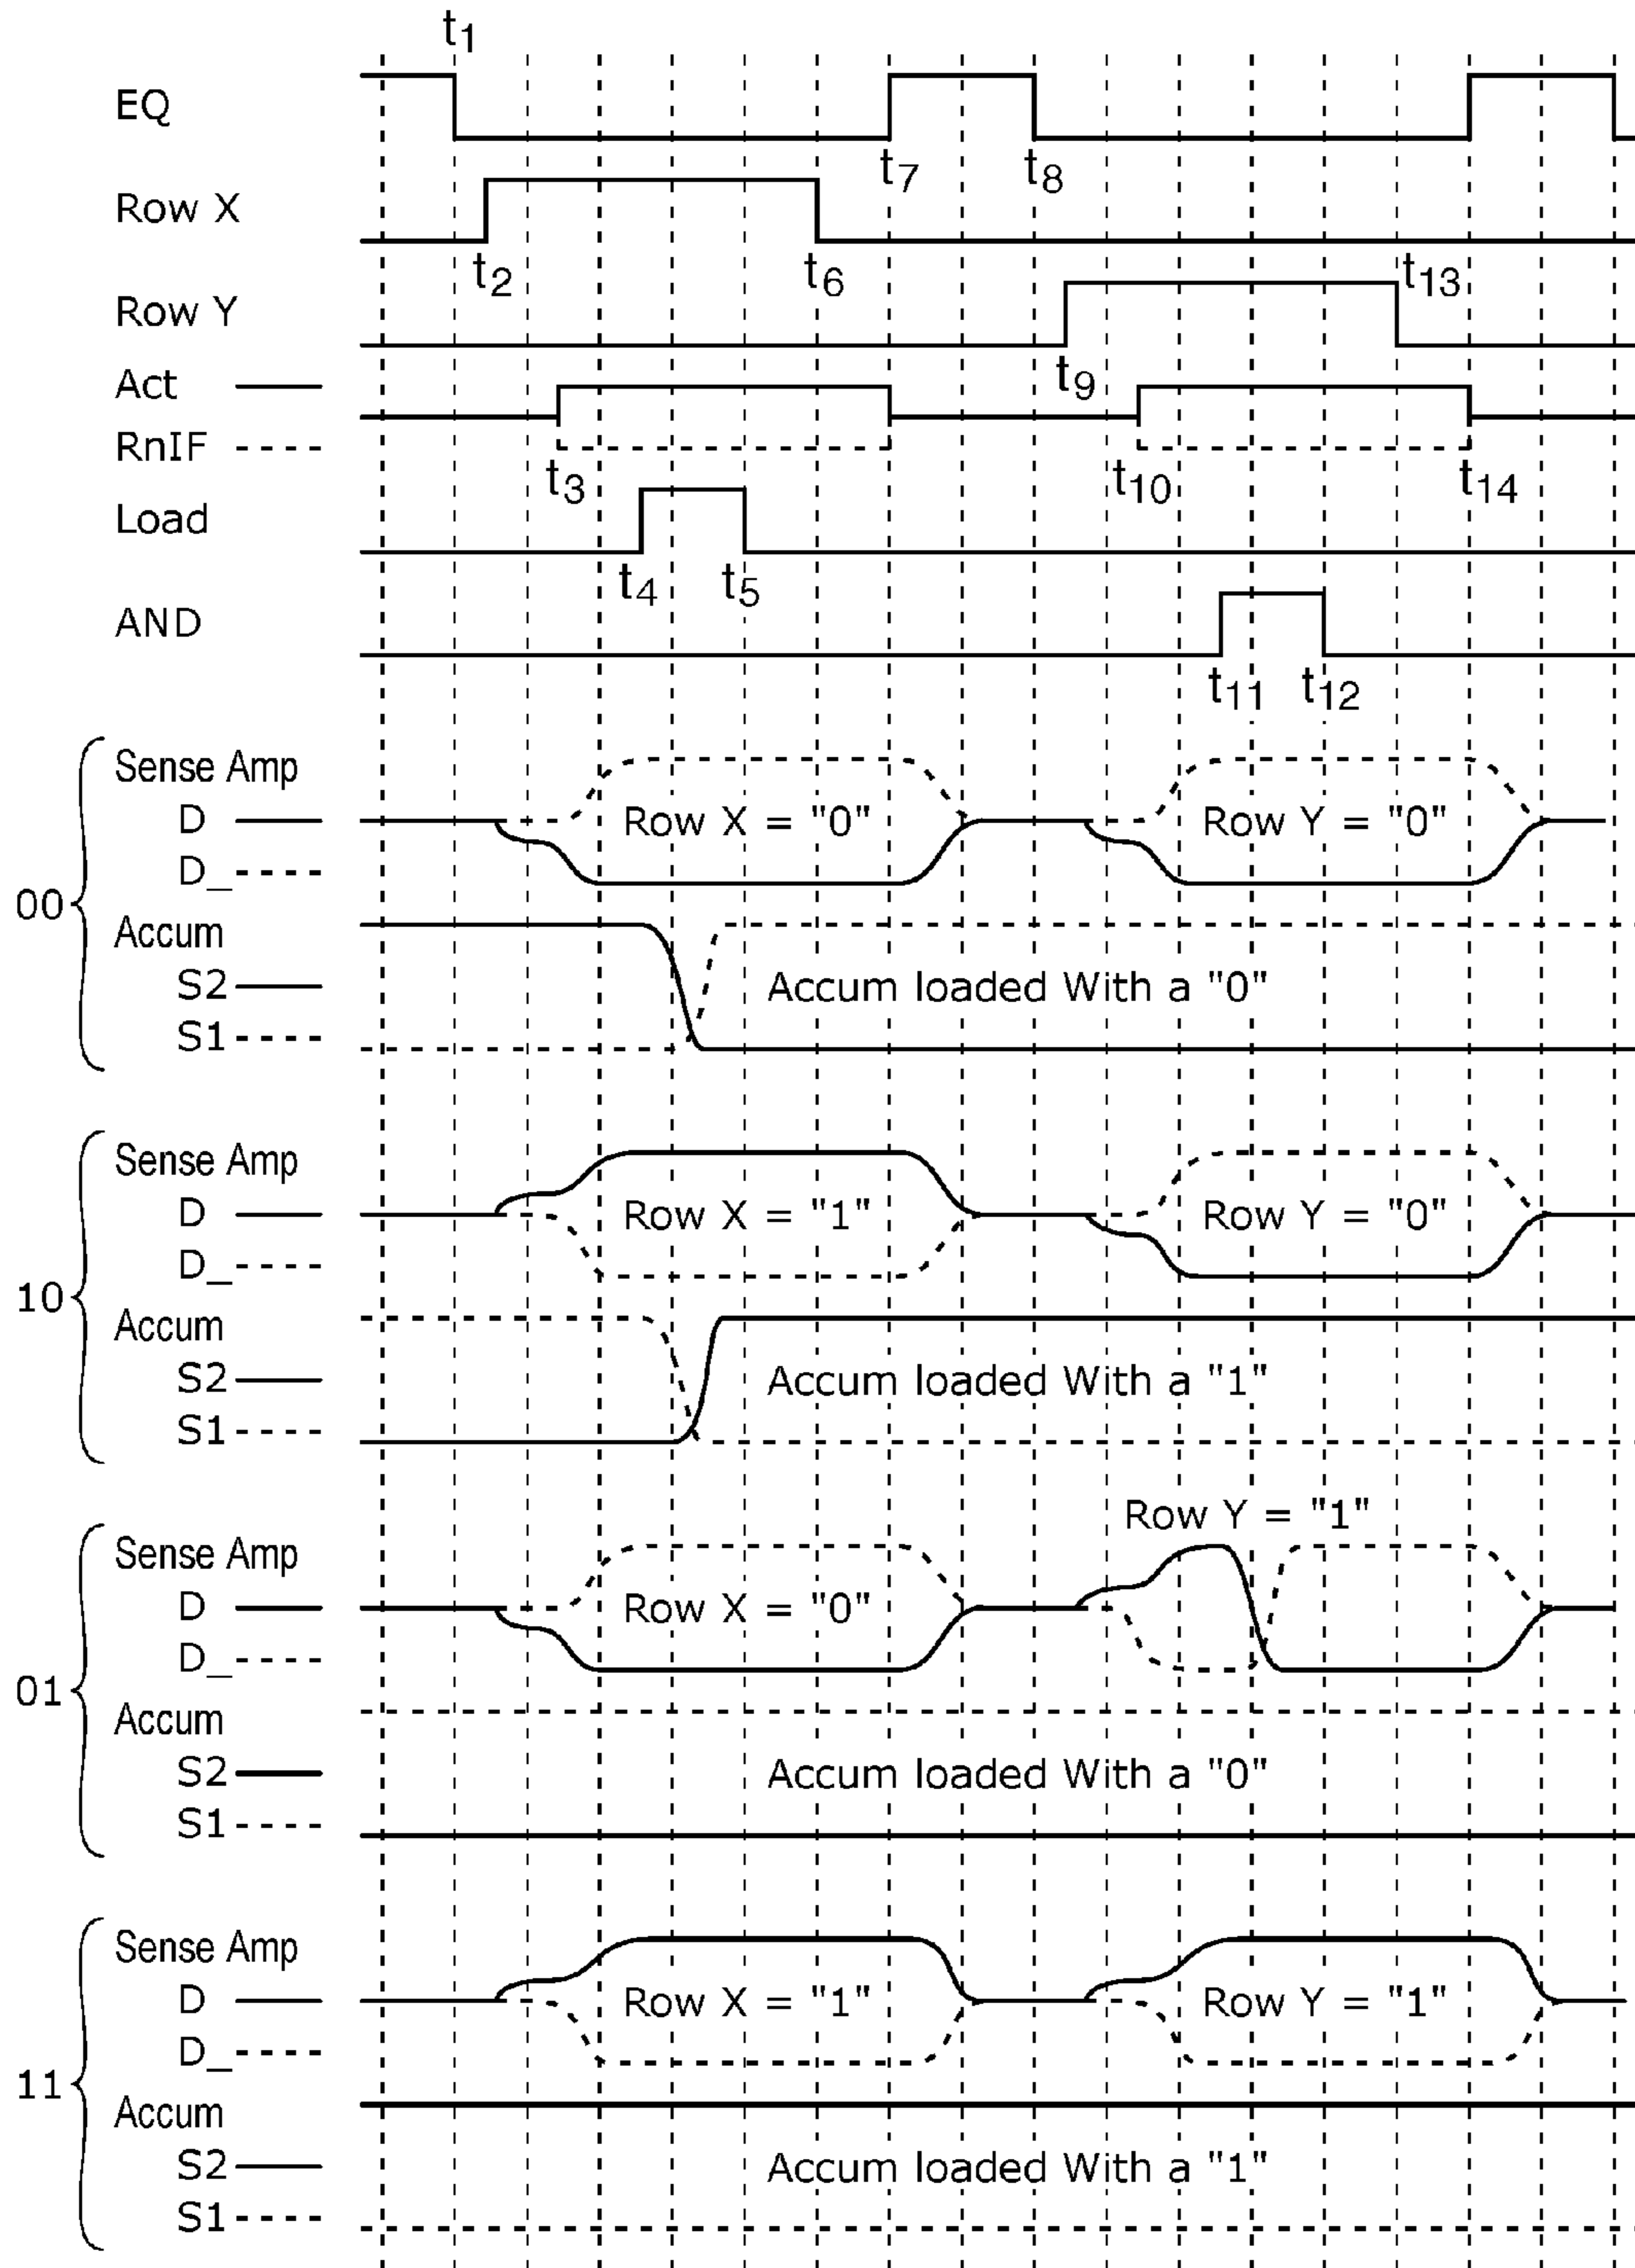 t1
EQ
t7 t8
Row X
t2 t6 t13
Row Y
t9
Act
RnIF
t3 t10 t14
Load
t4 t5
AND
t11 t12
00
Sense Amp
D Row X = "0" Row Y = "0"
D_
Accum
S2 Accum loaded With a "0"
S1
10
Sense Amp
D Row X = "1" Row Y = "0"
D_
Accum
S2 Accum loaded With a "1"
S1
Row Y = "1"
01
Sense Amp
D Row X = "0"
D_
Accum
S2 Accum loaded With a "0"
S1
11
Sense Amp
D Row X = "1" Row Y = "1"
D_
Accum
S2 Accum loaded With a "1"
S1